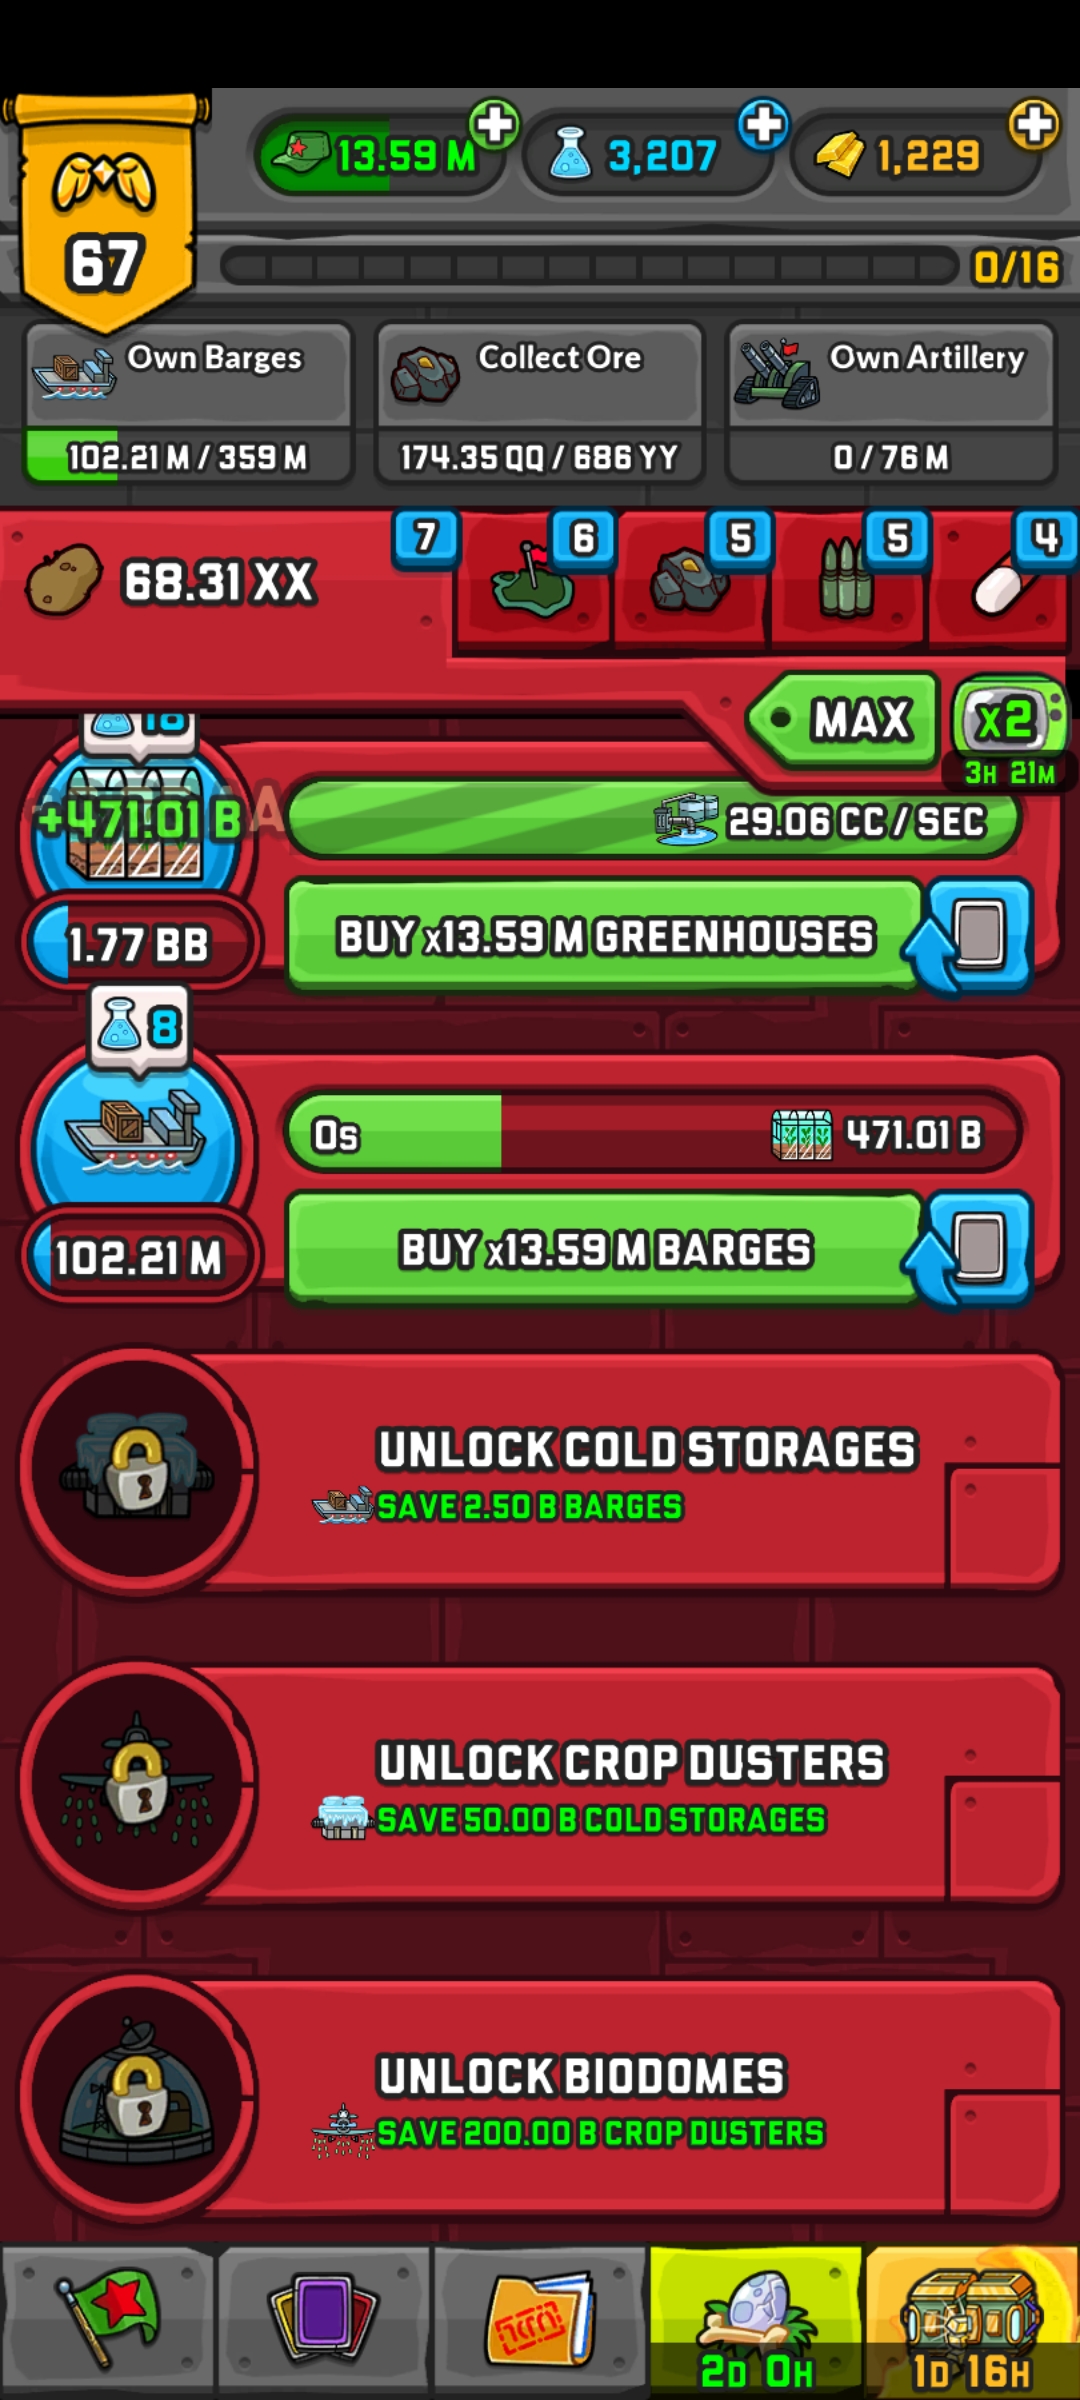 13.59 M
3,207
1,229
67
0/16
Own Barges
102.21 M / 359 M
Collect Ore
174.35 QQ / 686 YY
Own Artillery
0 / 76 M
68.31 XX
7
6
5
5
4
MAX
x2
3H 21M
18
+471.01 B
29.06 CC / SEC
1.77 BB
BUY x13.59 M GREENHOUSES
8
0s
471.01 B
102.21 M
BUY x13.59 M BARGES
UNLOCK COLD STORAGES
SAVE 2.50 B BARGES
UNLOCK CROP DUSTERS
SAVE 50.00 B COLD STORAGES
UNLOCK BIODOMES
SAVE 200.00 B CROP DUSTERS
2D 0H
1D 16H